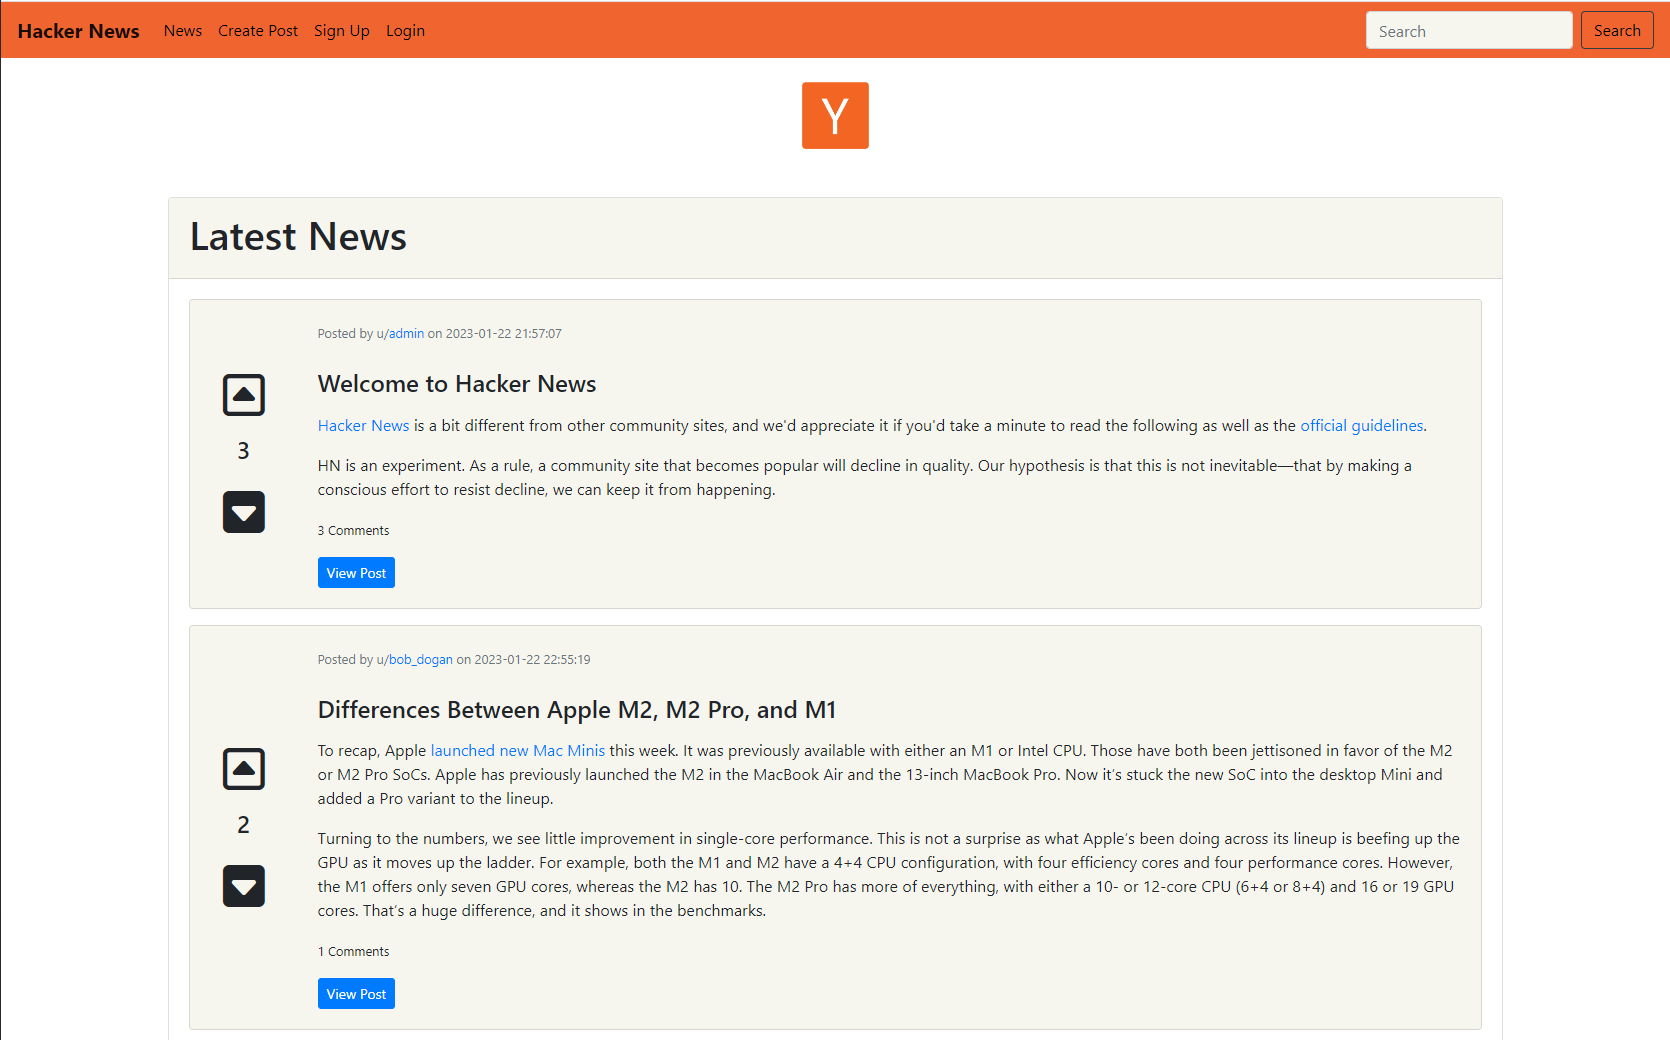 Hacker News News Create Post Sign Up Login Search Search
Y
Latest News
Posted by u/admin on 2023-01-22 21:57:07
Welcome to Hacker News
Hacker News is a bit different from other community sites, and we'd appreciate it if you'd take a minute to read the following as well as the official guidelines.
3
HN is an experiment. As a rule, a community site that becomes popular will decline in quality. Our hypothesis is that this is not inevitable—that by making a
conscious effort to resist decline, we can keep it from happening.
3 Comments
View Post
Posted by u/bob_dogan on 2023-01-22 22:55:19
Differences Between Apple M2, M2 Pro, and M1
To recap, Apple launched new Mac Minis this week. It was previously available with either an M1 or Intel CPU. Those have both been jettisoned in favor of the M2
or M2 Pro SoCs. Apple has previously launched the M2 in the MacBook Air and the 13-inch MacBook Pro. Now it's stuck the new SoC into the desktop Mini and
added a Pro variant to the lineup.
2
Turning to the numbers, we see little improvement in single-core performance. This is not a surprise as what Apple's been doing across its lineup is beefing up the
GPU as it moves up the ladder. For example, both the M1 and M2 have a 4+4 CPU configuration, with four efficiency cores and four performance cores. However,
the M1 offers only seven GPU cores, whereas the M2 has 10. The M2 Pro has more of everything, with either a 10- or 12-core CPU (6+4 or 8+4) and 16 or 19 GPU
cores. That's a huge difference, and it shows in the benchmarks.
1 Comments
View Post